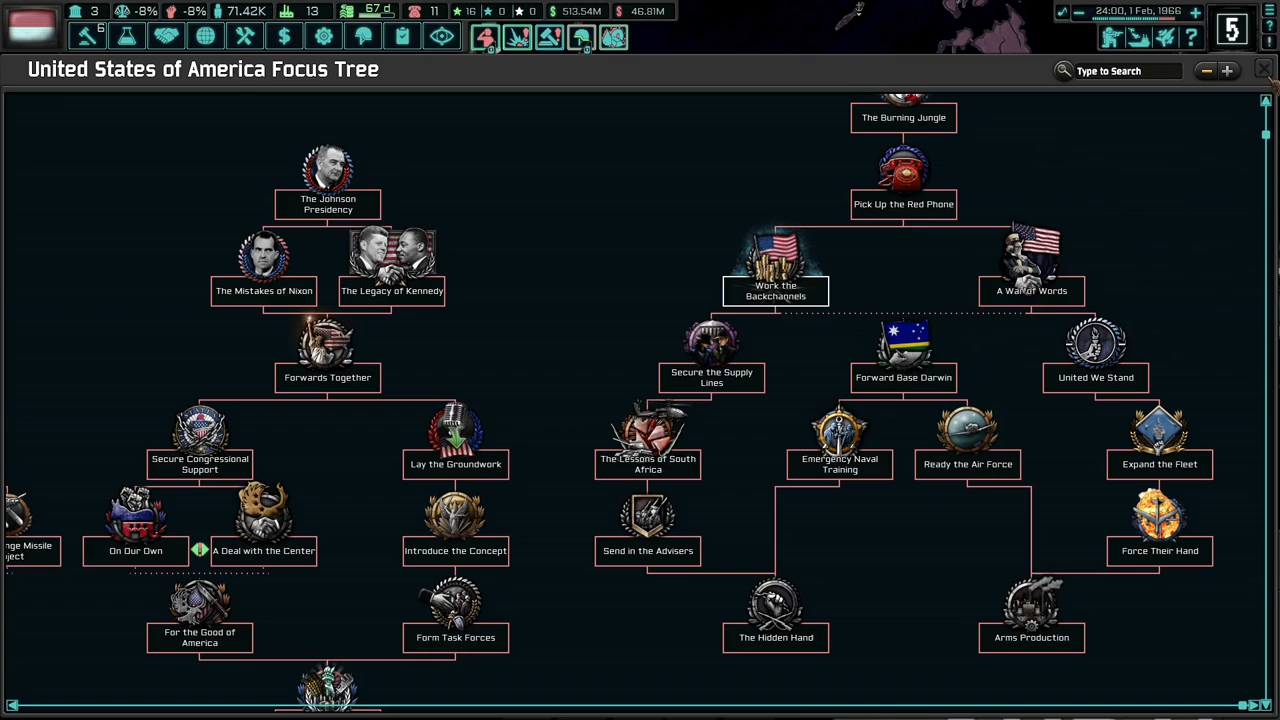 3 -8% -8% 71.42K 13 67 d 11 16 0 0 $ 513.54M $ 46.81M 24:00, 1 Feb, 1966
6 5
United States of America Focus Tree
Type to Search
The Burning Jungle
The Johnson
Presidency
Pick Up the Red Phone
The Mistakes of Nixon
The Legacy of Kennedy
Work the
Backchannels
A War of Words
Forwards Together
Secure the Supply
Lines
Forward Base Darwin
United We Stand
Secure Congressional
Support
Lay the Groundwork
The Lessons of South
Africa
Emergency Naval
Training
Ready the Air Force
Expand the Fleet
nge Missile
ject
On Our Own
A Deal with the Center
Introduce the Concept
Send in the Advisers
Force Their Hand
For the Good of
America
Form Task Forces
The Hidden Hand
Arms Production